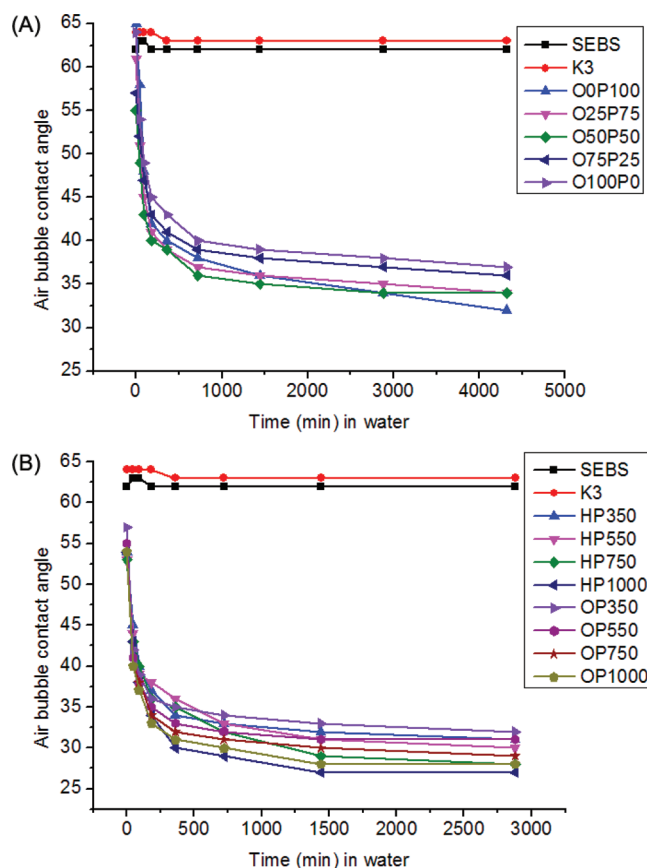 (A)
65
60
55
50
45
40
35
30
25
Air bubble contact angle
0
1000
2000
3000
4000
5000
Time (min) in water
SEBS
K3
O0P100
O25P75
O50P50
O75P25
O100P0
(B)
65
60
55
50
45
40
35
30
25
Air bubble contact angle
0
500
1000
1500
2000
2500
3000
Time (min) in water
SEBS
K3
HP350
HP550
HP750
HP1000
OP350
OP550
OP750
OP1000